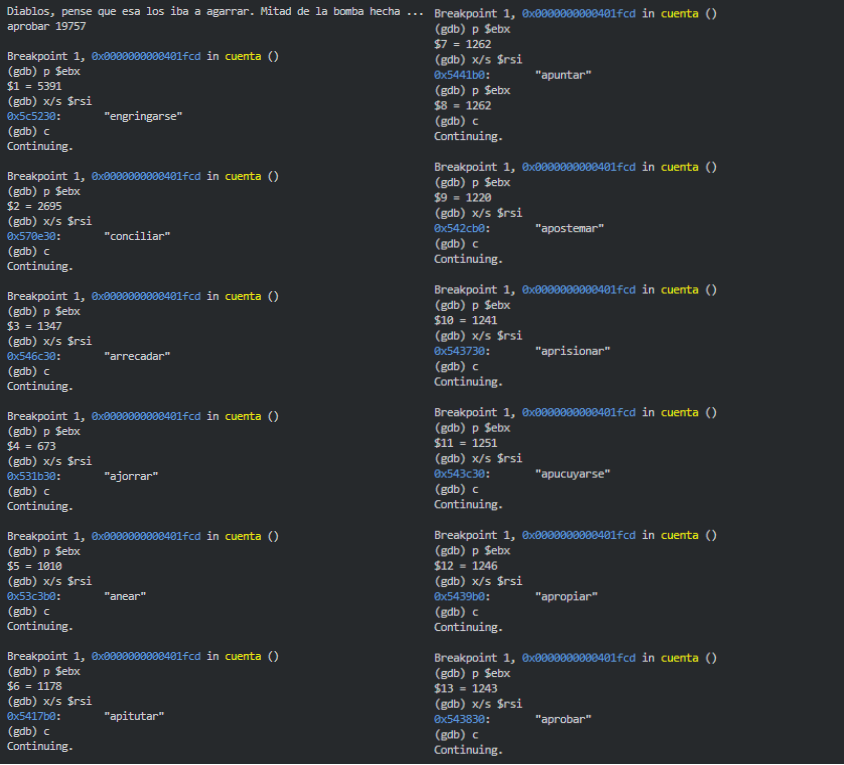 Diablos, pense que esa los iba a agarrar. Mitad de la bomba hecha ...
aprobar 19757

Breakpoint 1, 0x0000000000401fcd in cuenta ()
(gdb) p $ebx
$1 = 5391
(gdb) x/s $rsi
0x5c5230: "engringarse"
(gdb) c
Continuing.

Breakpoint 1, 0x0000000000401fcd in cuenta ()
(gdb) p $ebx
$2 = 2695
(gdb) x/s $rsi
0x570e30: "conciliar"
(gdb) c
Continuing.

Breakpoint 1, 0x0000000000401fcd in cuenta ()
(gdb) p $ebx
$3 = 1347
(gdb) x/s $rsi
0x546c30: "arrecadar"
(gdb) c
Continuing.

Breakpoint 1, 0x0000000000401fcd in cuenta ()
(gdb) p $ebx
$4 = 673
(gdb) x/s $rsi
0x531b30: "ajorrar"
(gdb) c
Continuing.

Breakpoint 1, 0x0000000000401fcd in cuenta ()
(gdb) p $ebx
$5 = 1010
(gdb) x/s $rsi
0x53c3b0: "anear"
(gdb) c
Continuing.

Breakpoint 1, 0x0000000000401fcd in cuenta ()
(gdb) p $ebx
$6 = 1178
(gdb) x/s $rsi
0x5417b0: "apitutar"
(gdb) c
Continuing.

Breakpoint 1, 0x0000000000401fcd in cuenta ()
(gdb) p $ebx
$7 = 1262
(gdb) x/s $rsi
0x5441b0: "apuntar"
(gdb) p $ebx
$8 = 1262
(gdb) c
Continuing.

Breakpoint 1, 0x0000000000401fcd in cuenta ()
(gdb) p $ebx
$9 = 1220
(gdb) x/s $rsi
0x542cb0: "apostemar"
(gdb) c
Continuing.

Breakpoint 1, 0x0000000000401fcd in cuenta ()
(gdb) p $ebx
$10 = 1241
(gdb) x/s $rsi
0x543730: "aprisionar"
(gdb) c
Continuing.

Breakpoint 1, 0x0000000000401fcd in cuenta ()
(gdb) p $ebx
$11 = 1251
(gdb) x/s $rsi
0x543c30: "apucuyarse"
(gdb) c
Continuing.

Breakpoint 1, 0x0000000000401fcd in cuenta ()
(gdb) p $ebx
$12 = 1246
(gdb) x/s $rsi
0x5439b0: "apropiar"
(gdb) c
Continuing.

Breakpoint 1, 0x0000000000401fcd in cuenta ()
(gdb) p $ebx
$13 = 1243
(gdb) x/s $rsi
0x543830: "aprobar"
(gdb) c
Continuing.